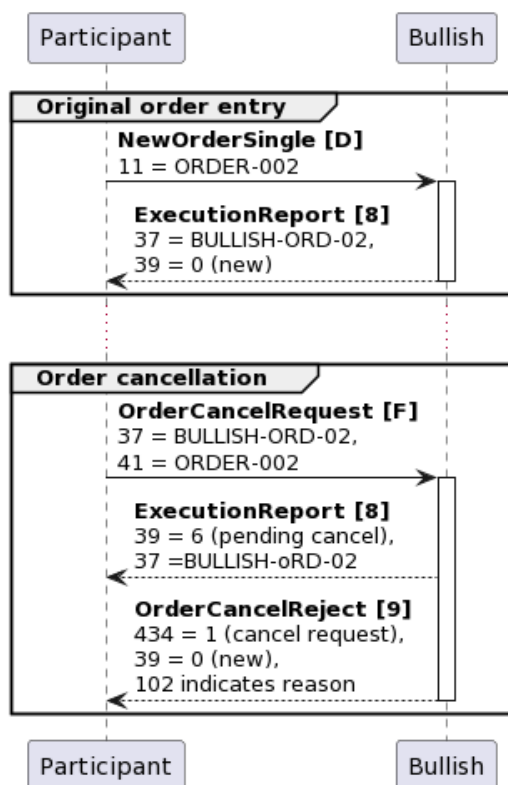 Participant
Bullish
Original order entry
NewOrderSingle [D]
11 = ORDER-002
ExecutionReport [8]
37 = BULLISH-ORD-02,
39 = 0 (new)
Order cancellation
OrderCancelRequest [F]
37 = BULLISH-ORD-02,
41 = ORDER-002
ExecutionReport [8]
39 = 6 (pending cancel),
37 =BULLISH-oRD-02
OrderCancelReject [9]
434 = 1 (cancel request),
39 = 0 (new),
102 indicates reason
Participant
Bullish